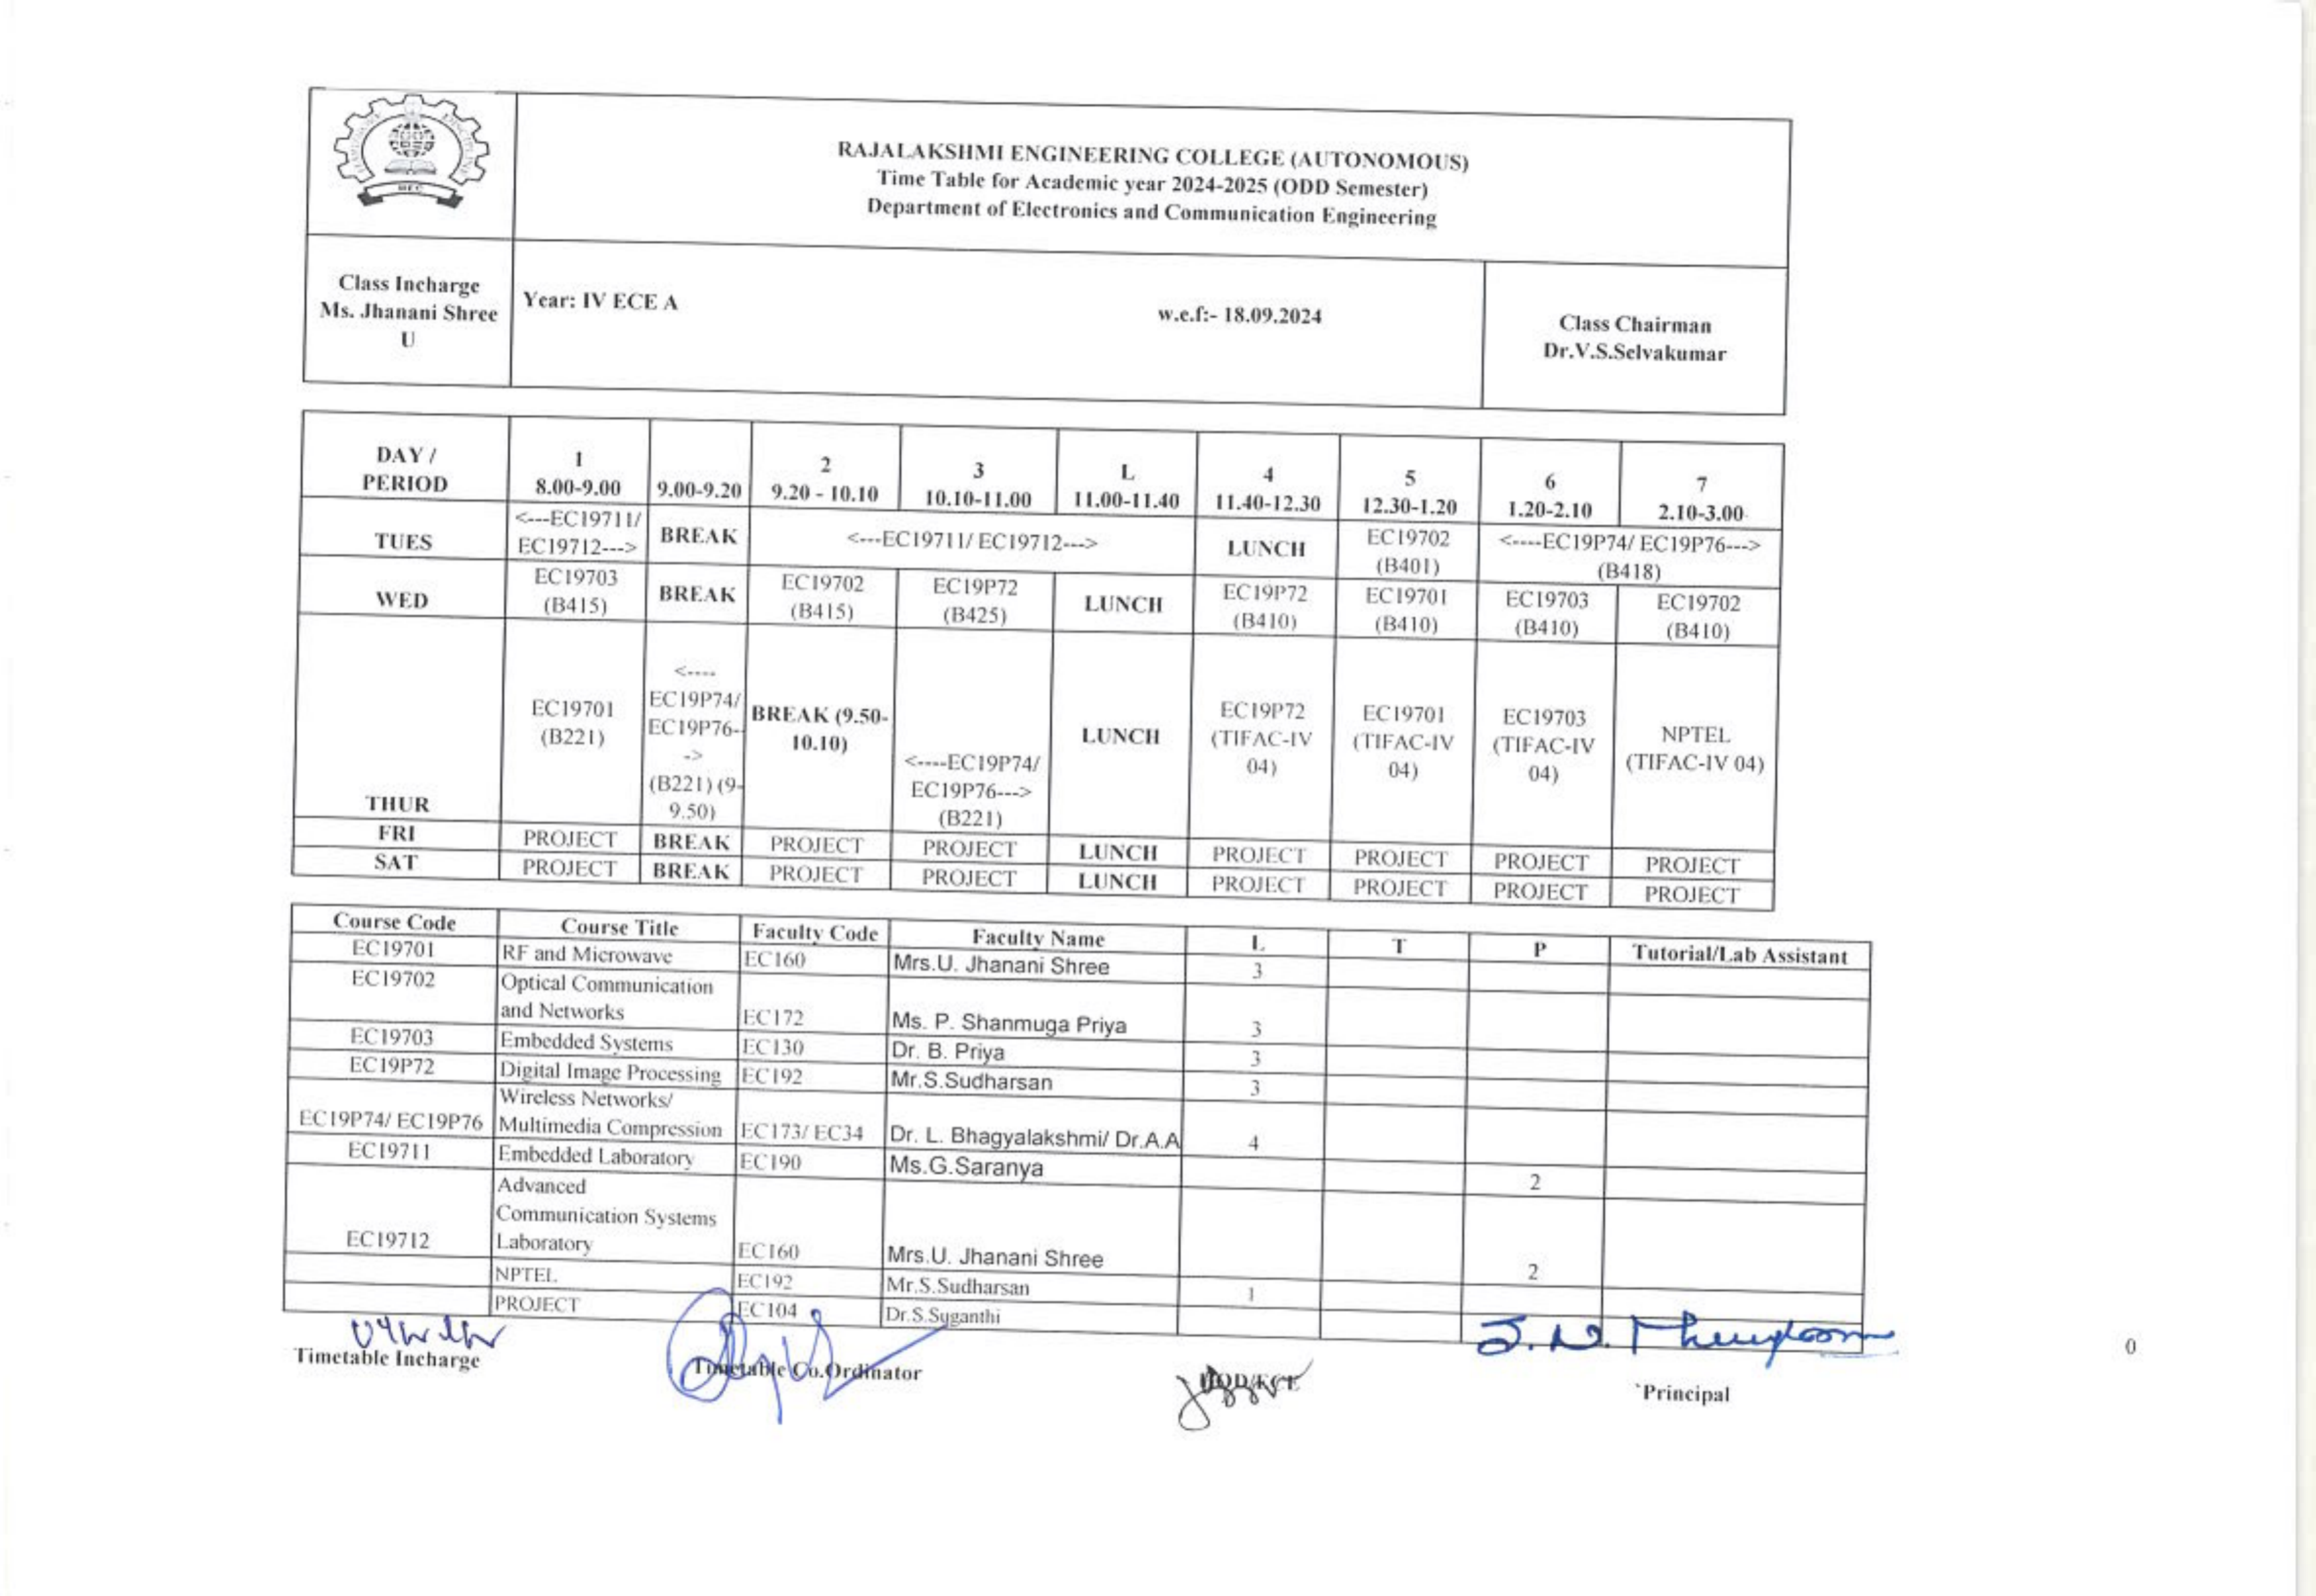 REC
RAJALAKSHMI ENGINEERING COLLEGE (AUTONOMOUS)
Time Table for Academic year 2024-2025 (ODD Semester)
Department of Electronics and Communication Engineering
Class Incharge
Ms. Jhanani Shree
U
Year: IV ECE A
w.e.f:- 18.09.2024
Class Chairman
Dr.V.S.Selvakumar
DAY / PERIOD 1 8.00-9.00 9.00-9.20 2 9.20 - 10.10 3 10.10-11.00 L 11.00-11.40 4 11.40-12.30 5 12.30-1.20 6 1.20-2.10 7 2.10-3.00
TUES <---EC19711/ EC19712---> BREAK <---EC19711/ EC19712---> LUNCH EC19702 (B401) <----EC19P74/ EC19P76---> (B418)
WED EC19703 (B415) BREAK EC19702 (B415) EC19P72 (B425) LUNCH EC19P72 (B410) EC19701 (B410) EC19703 (B410) EC19702 (B410)
THUR EC19701 (B221) <---- EC19P74/ EC19P76- -> (B221) (9- 9.50) BREAK (9.50- 10.10) <----EC19P74/ EC19P76---> (B221) LUNCH EC19P72 (TIFAC-IV 04) EC19701 (TIFAC-IV 04) EC19703 (TIFAC-IV 04) NPTEL (TIFAC-IV 04)
FRI PROJECT BREAK PROJECT PROJECT LUNCH PROJECT PROJECT PROJECT PROJECT
SAT PROJECT BREAK PROJECT PROJECT LUNCH PROJECT PROJECT PROJECT PROJECT
Course Code Course Title Faculty Code Faculty Name L T P Tutorial/Lab Assistant
EC19701 RF and Microwave EC160 Mrs.U. Jhanani Shree 3
EC19702 Optical Communication and Networks EC172 Ms. P. Shanmuga Priya 3
EC19703 Embedded Systems EC130 Dr. B. Priya 3
EC19P72 Digital Image Processing EC192 Mr.S.Sudharsan 3
EC19P74/ EC19P76 Wireless Networks/ Multimedia Compression EC173/ EC34 Dr. L. Bhagyalakshmi/ Dr.A.A 4
EC19711 Embedded Laboratory EC190 Ms.G.Saranya 2
EC19712 Advanced Communication Systems Laboratory EC160 Mrs.U. Jhanani Shree 2
NPTEL EC192 Mr.S.Sudharsan 1
PROJECT EC104 Dr.S.Suganthi
Timetable Incharge
Timetable Co.Ordinator
HOD/ECE
`Principal
0